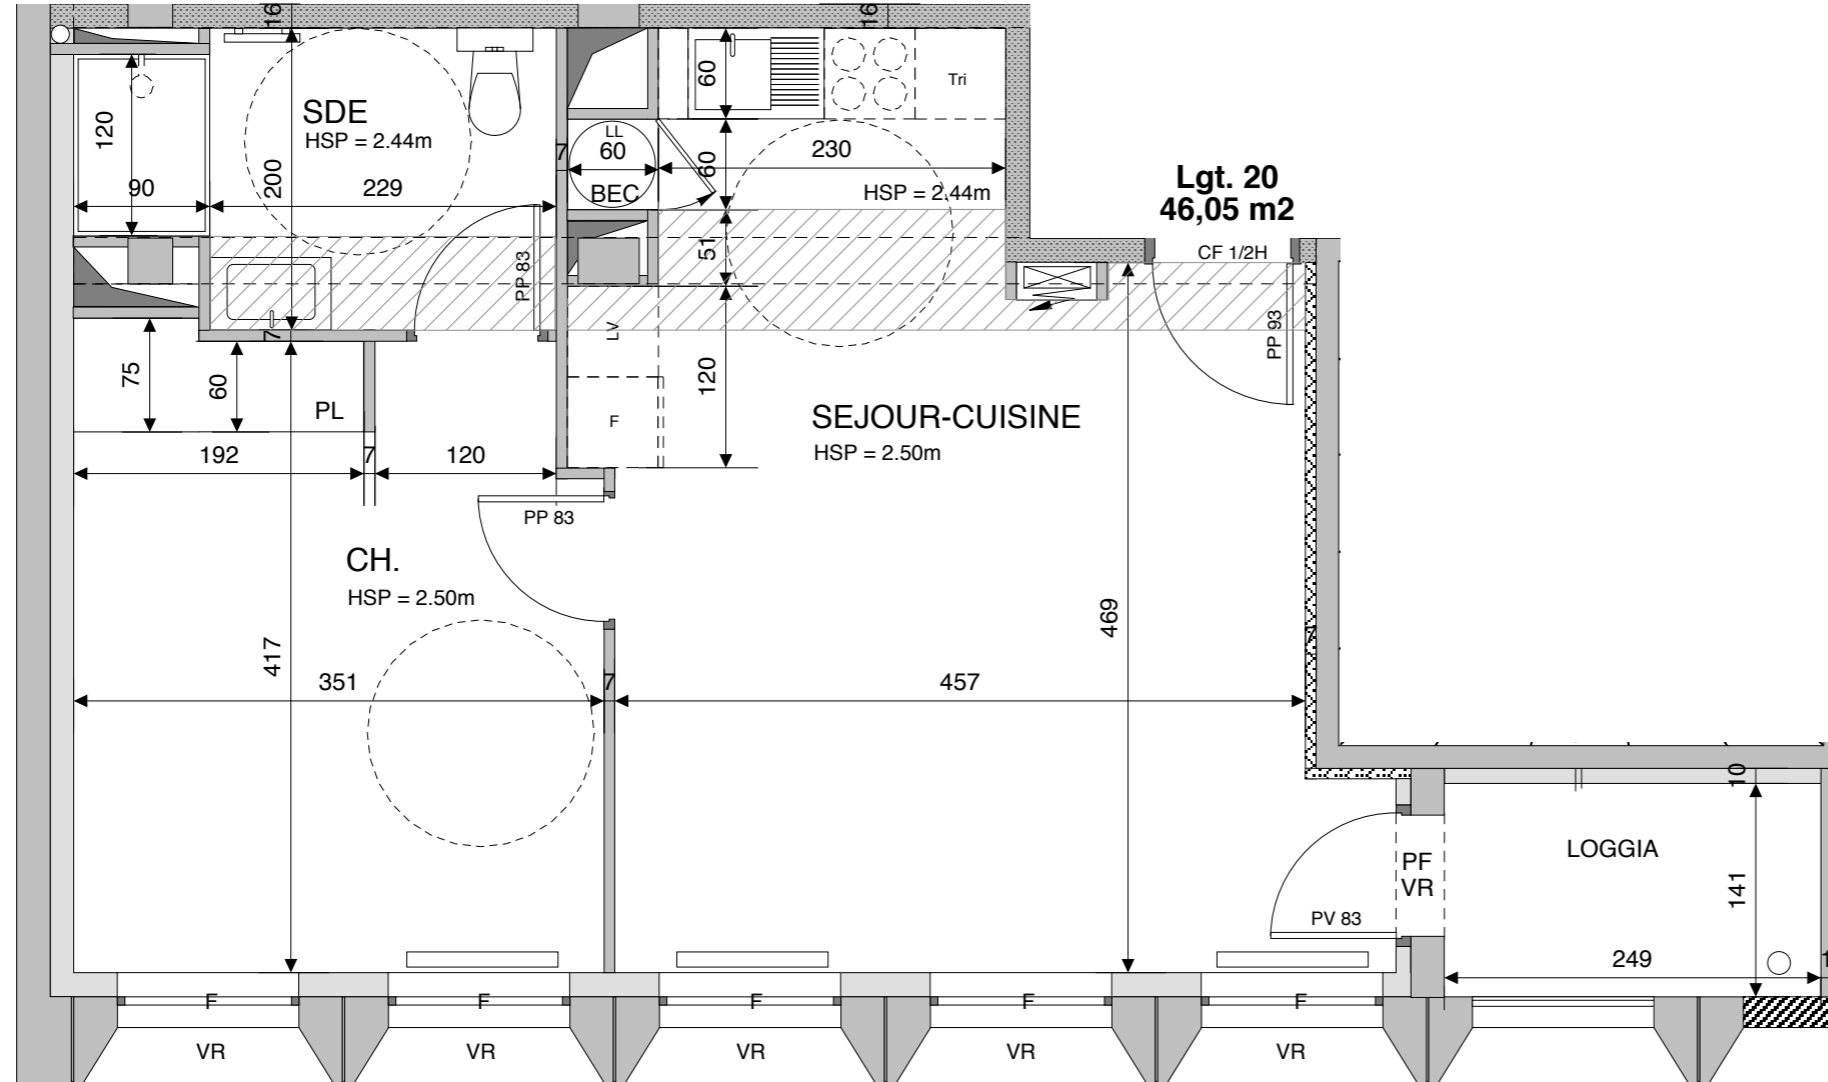 16
16
SDE
HSP = 2.44m
120
90
200
229
7
LL
60
BEC
60
60
230
HSP = 2.44m
Tri
51
Lgt. 20
46,05 m2
CF 1/2H
PP 83
PP 93
7
75
60
PL
192
7
120
LV
F
120
SEJOUR-CUISINE
HSP = 2.50m
PP 83
CH.
HSP = 2.50m
417
351
7
457
469
7
10
LOGGIA
PF
VR
141
PV 83
249
1
F
F
F
F
F
VR
VR
VR
VR
VR